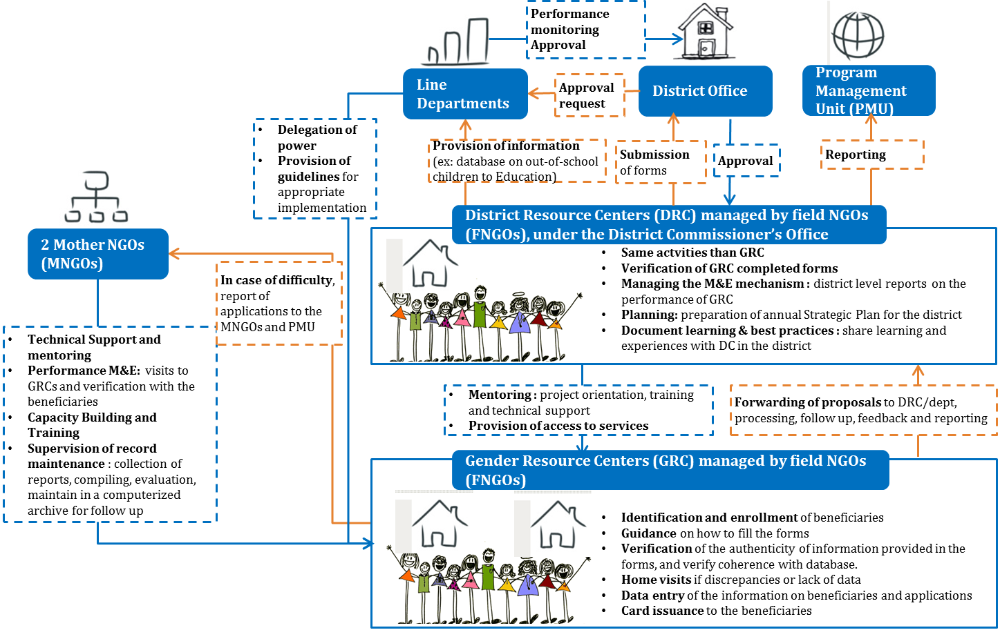 Performance
monitoring
Approval
Line
Departments
Approval
request
District Office
Program
Management
Unit (PMU)
• Delegation of
power
• Provision of
guidelines for
appropriate
implementation
Provision of information
(ex: database on out-of-school
children to Education)
Submission
of forms
Approval
Reporting
2 Mother NGOs
(MNGOs)
In case of difficulty,
report of
applications to the
MNGOs and PMU
District Resource Centers (DRC) managed by field NGOs
(FNGOs), under the District Commissioner’s Office
• Same actvities than GRC
• Verification of GRC completed forms
• Managing the M&E mechanism : district level reports on the
performance of GRC
• Planning: preparation of annual Strategic Plan for the district
• Document learning & best practices : share learning and
experiences with DC in the district
• Technical Support and
mentoring
• Performance M&E: visits to
GRCs and verification with the
beneficiaries
• Capacity Building and
Training
• Supervision of record
maintenance : collection of
reports, compiling, evaluation,
maintain in a computerized
archive for follow up
• Mentoring : project orientation, training
and technical support
• Provision of access to services
Forwarding of proposals to DRC/dept,
processing, follow up, feedback and reporting
Gender Resource Centers (GRC) managed by field NGOs
(FNGOs)
• Identification and enrollment of beneficiaries
• Guidance on how to fill the forms
• Verification of the authenticity of information provided in the
forms, and verify coherence with database.
• Home visits if discrepancies or lack of data
• Data entry of the information on beneficiaries and applications
• Card issuance to the beneficiaries